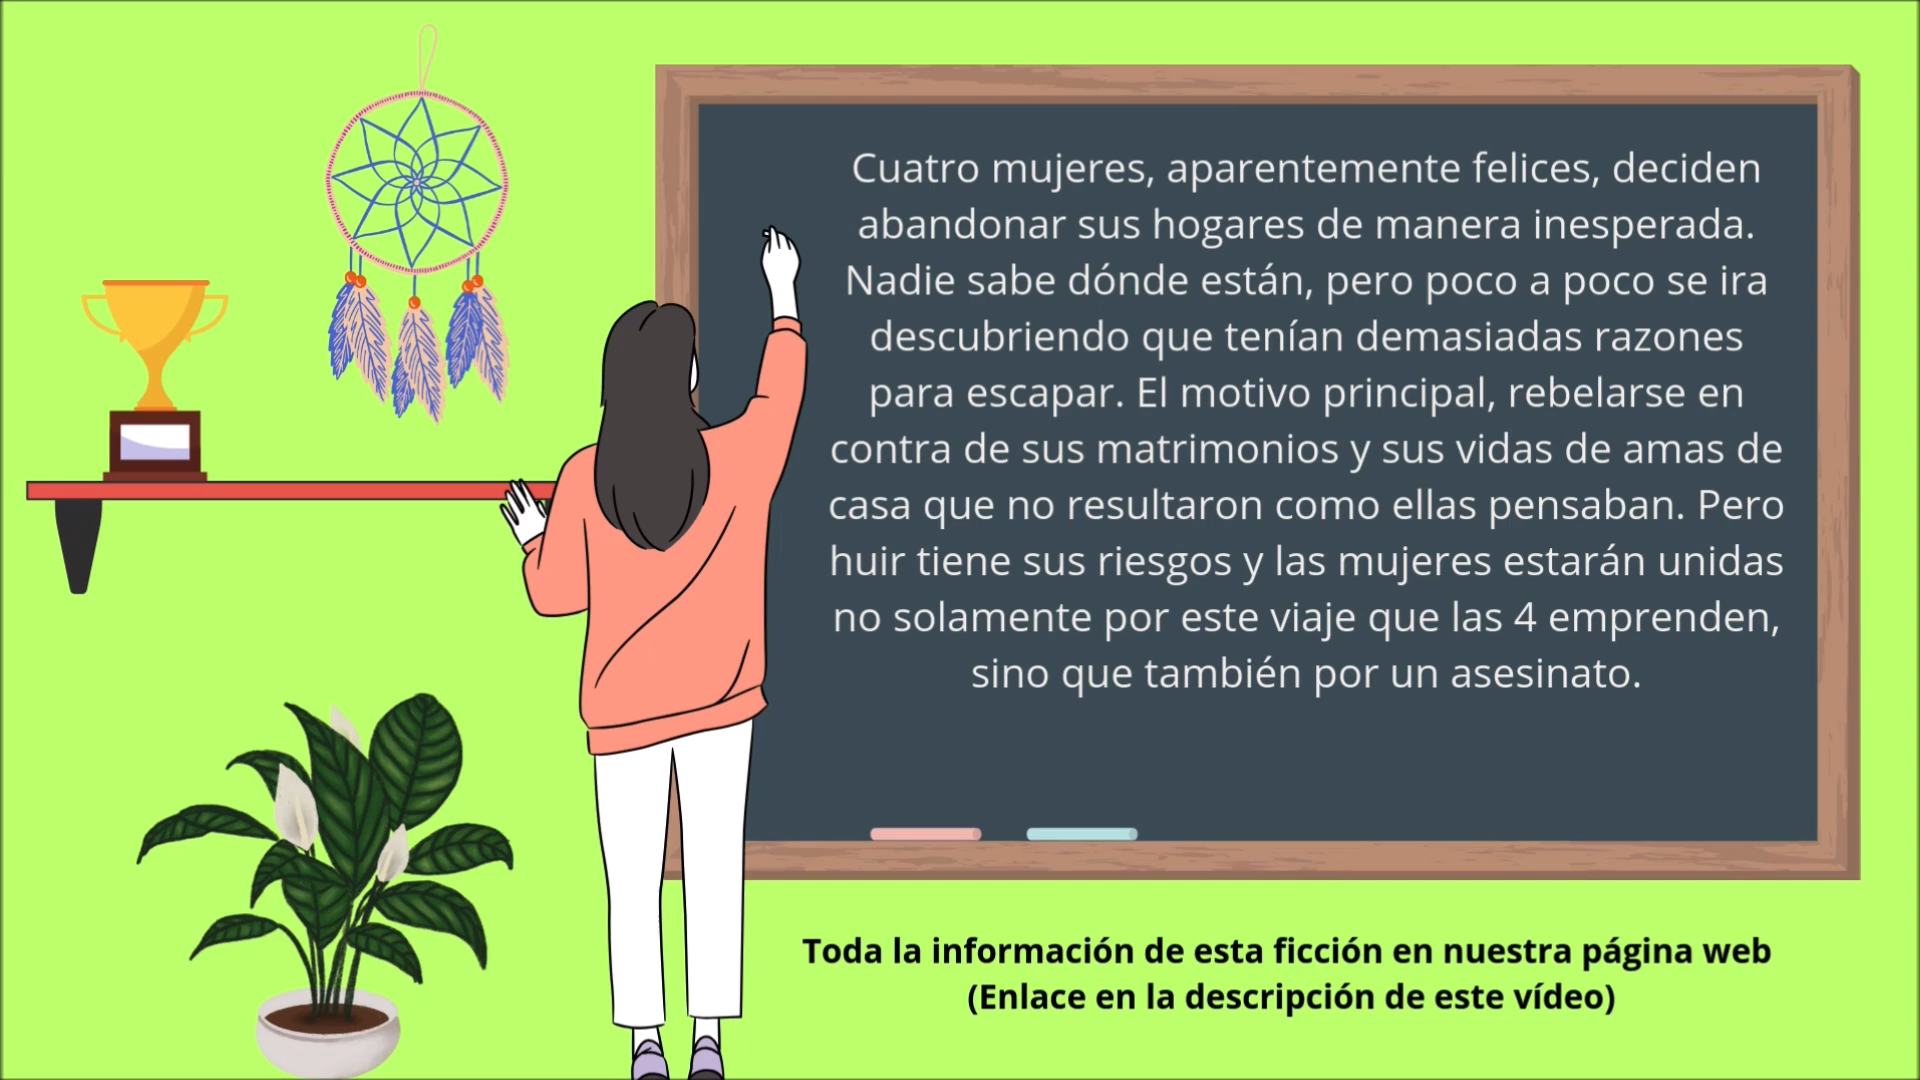 Cuatro mujeres, aparentemente felices, deciden
abandonar sus hogares de manera inesperada.
Nadie sabe dónde están, pero poco a poco se ira
descubriendo que tenían demasiadas razones
para escapar. El motivo principal, rebelarse en
contra de sus matrimonios y sus vidas de amas de
casa que no resultaron como ellas pensaban. Pero
huir tiene sus riesgos y las mujeres estarán unidas
no solamente por este viaje que las 4 emprenden,
sino que también por un asesinato.
Toda la información de esta ficción en nuestra página web
(Enlace en la descripción de este vídeo)